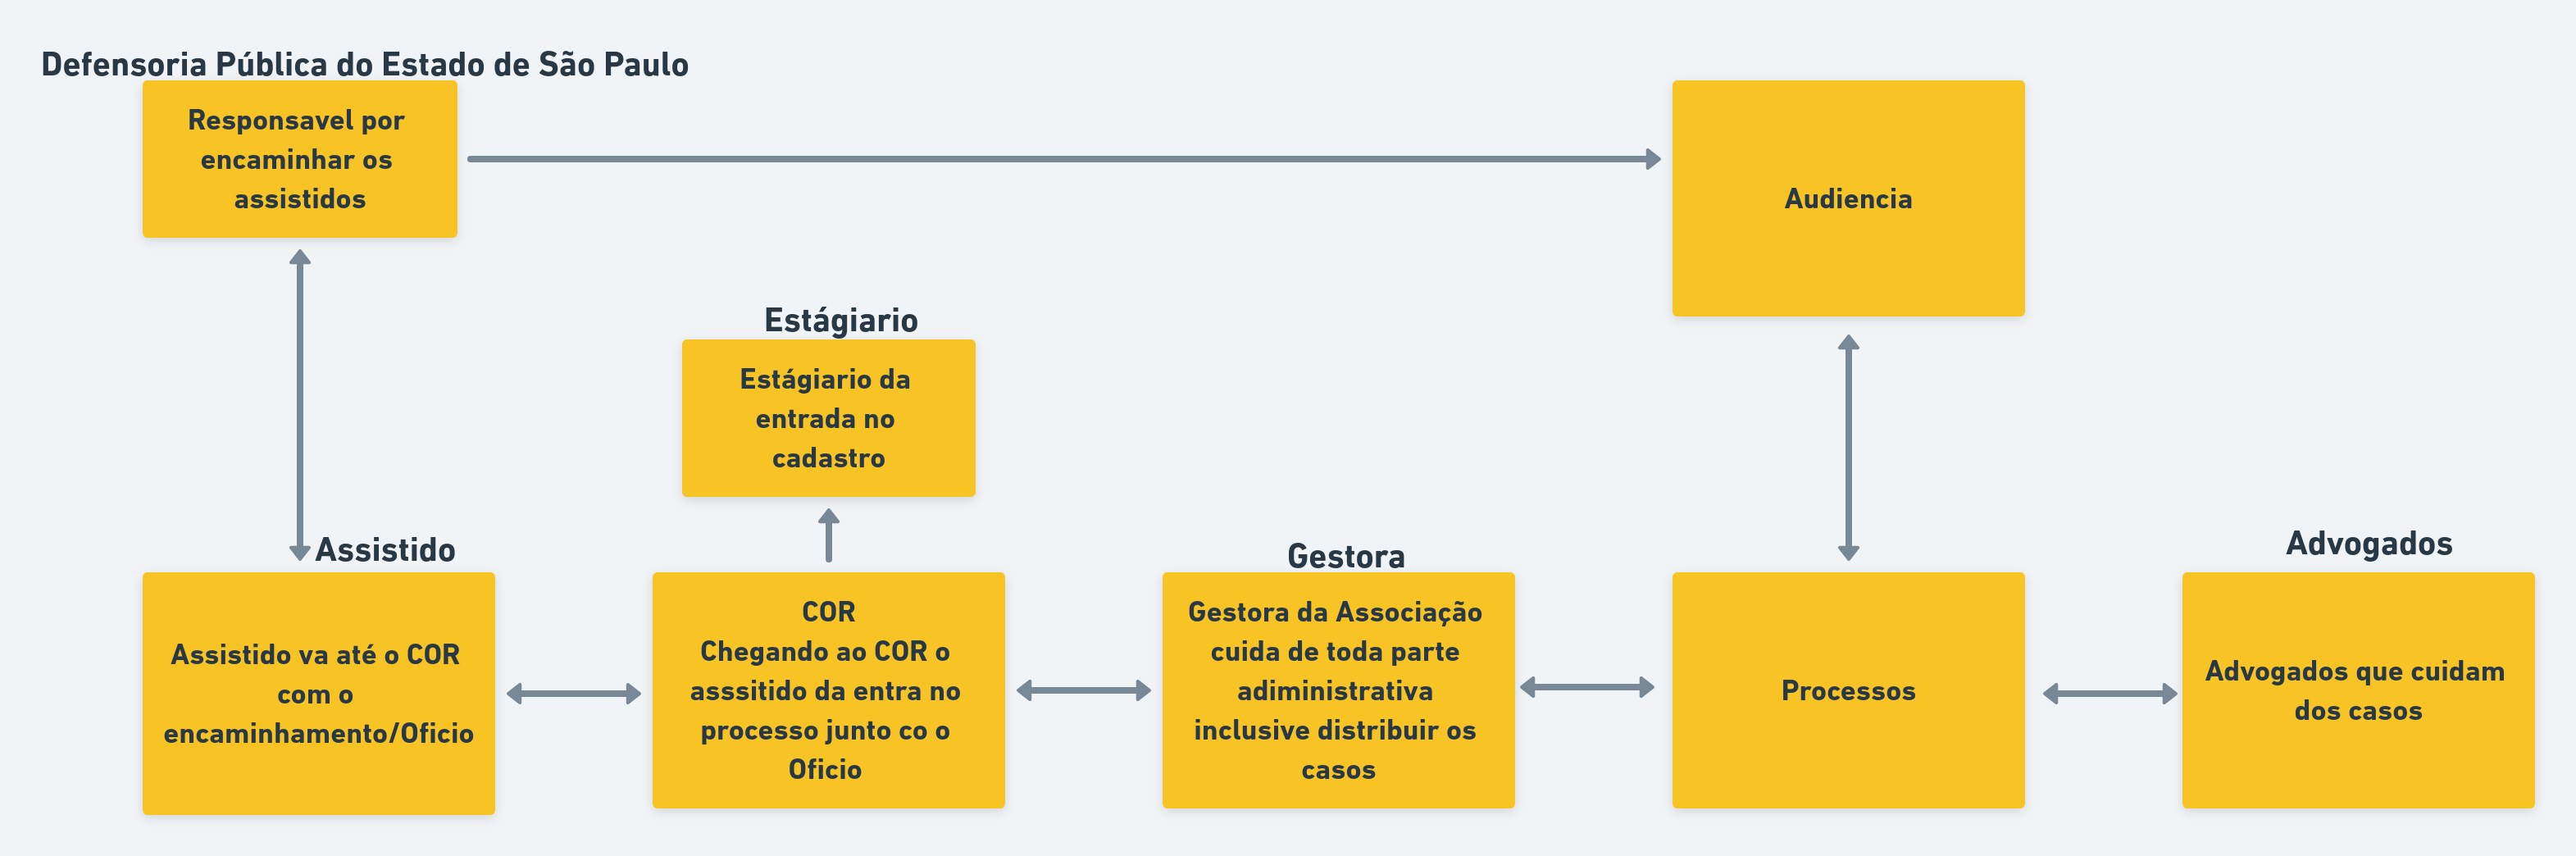 Defensoria Pública do Estado de São Paulo
Responsavel por
encaminhar os
assistidos
Audiencia
Estágiario
Estágiario da
entrada no
cadastro
Assistido
Assistido va até o COR
com o
encaminhamento/Oficio
COR
Chegando ao COR o
asssitido da entra no
processo junto co o
Oficio
Gestora
Gestora da Associação
cuida de toda parte
adiministrativa
inclusive distribuir os
casos
Processos
Advogados
Advogados que cuidam
dos casos